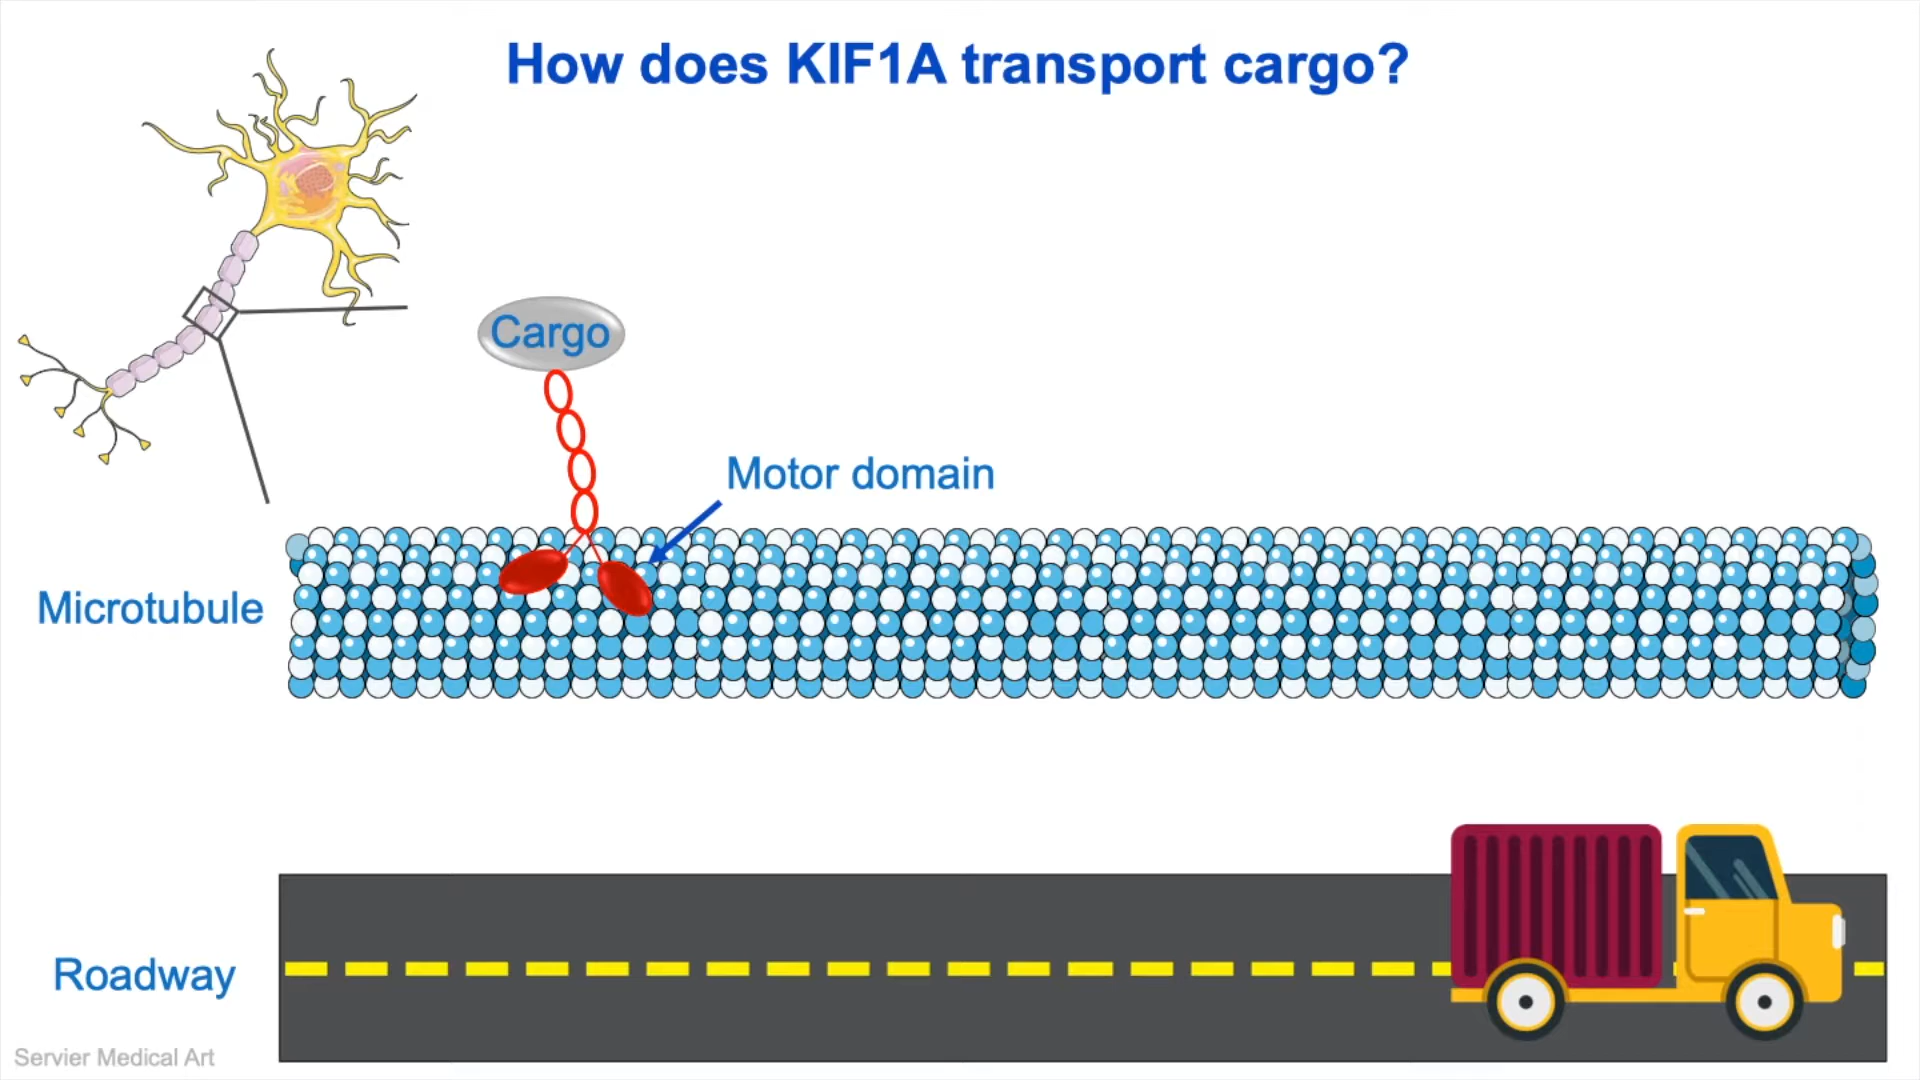 How does KIF1A transport cargo?
Cargo
Motor domain
Microtubule
Roadway
Servier Medical Art